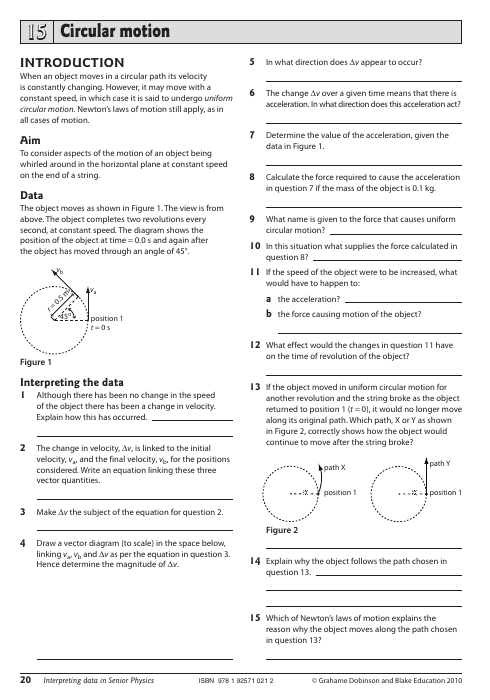 15 Circular motion
INTRODUCTION
When an object moves in a circular path its velocity
is constantly changing. However, it may move with a
constant speed, in which case it is said to undergo uniform
circular motion. Newton's laws of motion still apply, as in
all cases of motion.
Aim
To consider aspects of the motion of an object being
whirled around in the horizontal plane at constant speed
on the end of a string.
Data
The object moves as shown in Figure 1. The view is from
above. The object completes two revolutions every
second, at constant speed. The diagram shows the
position of the object at time = 0.0 s and again after
the object has moved through an angle of 45°.
vb
va
r = 0.5 m
45°
position 1
t = 0 s
Figure 1
Interpreting the data
1 Although there has been no change in the speed
of the object there has been a change in velocity.
Explain how this has occurred.
2 The change in velocity, Δv, is linked to the initial
velocity, va, and the final velocity, vb, for the positions
considered. Write an equation linking these three
vector quantities.
3 Make Δv the subject of the equation for question 2.
4 Draw a vector diagram (to scale) in the space below,
linking va, vb and Δv as per the equation in question 3.
Hence determine the magnitude of Δv.
5 In what direction does Δv appear to occur?
6 The change Δv over a given time means that there is
acceleration. In what direction does this acceleration act?
7 Determine the value of the acceleration, given the
data in Figure 1.
8 Calculate the force required to cause the acceleration
in question 7 if the mass of the object is 0.1 kg.
9 What name is given to the force that causes uniform
circular motion?
10 In this situation what supplies the force calculated in
question 8?
11 If the speed of the object were to be increased, what
would have to happen to:
a the acceleration?
b the force causing motion of the object?
12 What effect would the changes in question 11 have
on the time of revolution of the object?
13 If the object moved in uniform circular motion for
another revolution and the string broke as the object
returned to position 1 (t = 0), it would no longer move
along its original path. Which path, X or Y as shown
in Figure 2, correctly shows how the object would
continue to move after the string broke?
path X
position 1
path Y
position 1
Figure 2
14 Explain why the object follows the path chosen in
question 13.
15 Which of Newton's laws of motion explains the
reason why the object moves along the path chosen
in question 13?
20 Interpreting data in Senior Physics ISBN 978 1 92571 021 2 © Grahame Dobinson and Blake Education 2010